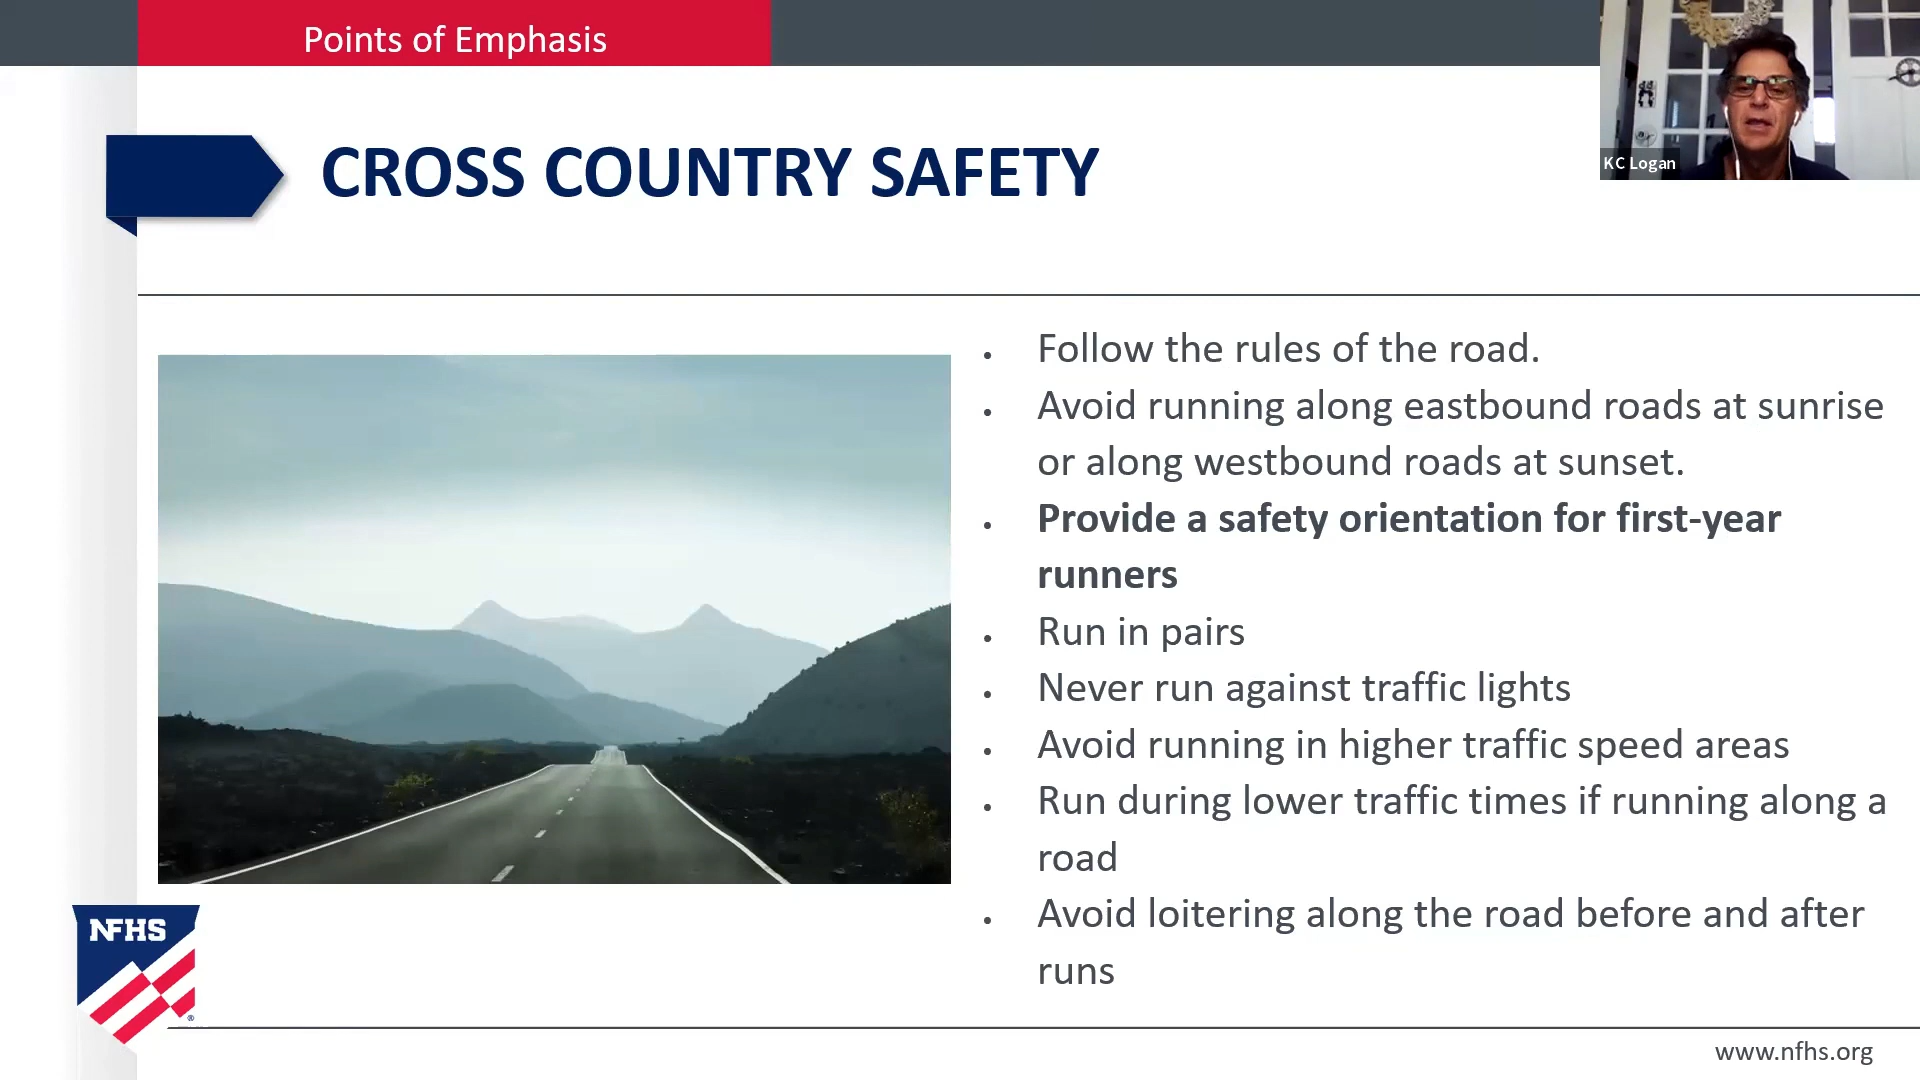 Points of Emphasis
KC Logan
CROSS COUNTRY SAFETY
• Follow the rules of the road.
• Avoid running along eastbound roads at sunrise
or along westbound roads at sunset.
• Provide a safety orientation for first-year
runners
• Run in pairs
• Never run against traffic lights
• Avoid running in higher traffic speed areas
• Run during lower traffic times if running along a
road
• Avoid loitering along the road before and after
runs
NFHS
®
www.nfhs.org